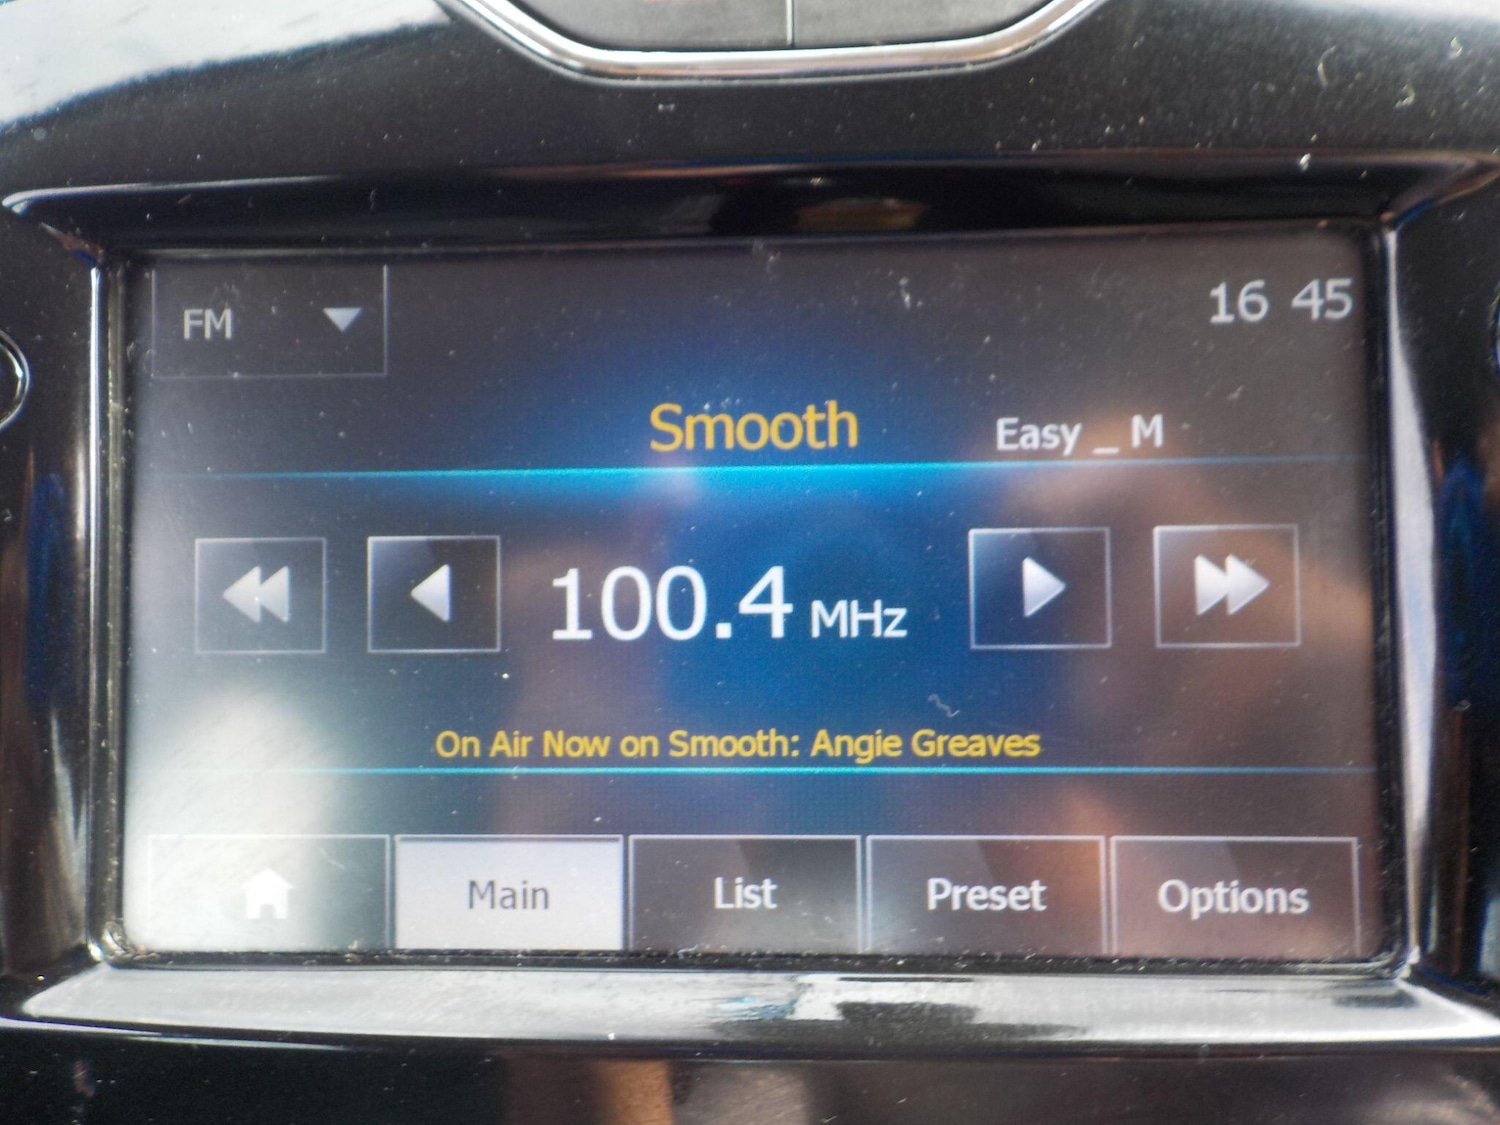 FM
16 45
Smooth
Easy _ M
100.4 MHz
On Air Now on Smooth: Angie Greaves
Main
List
Preset
Options